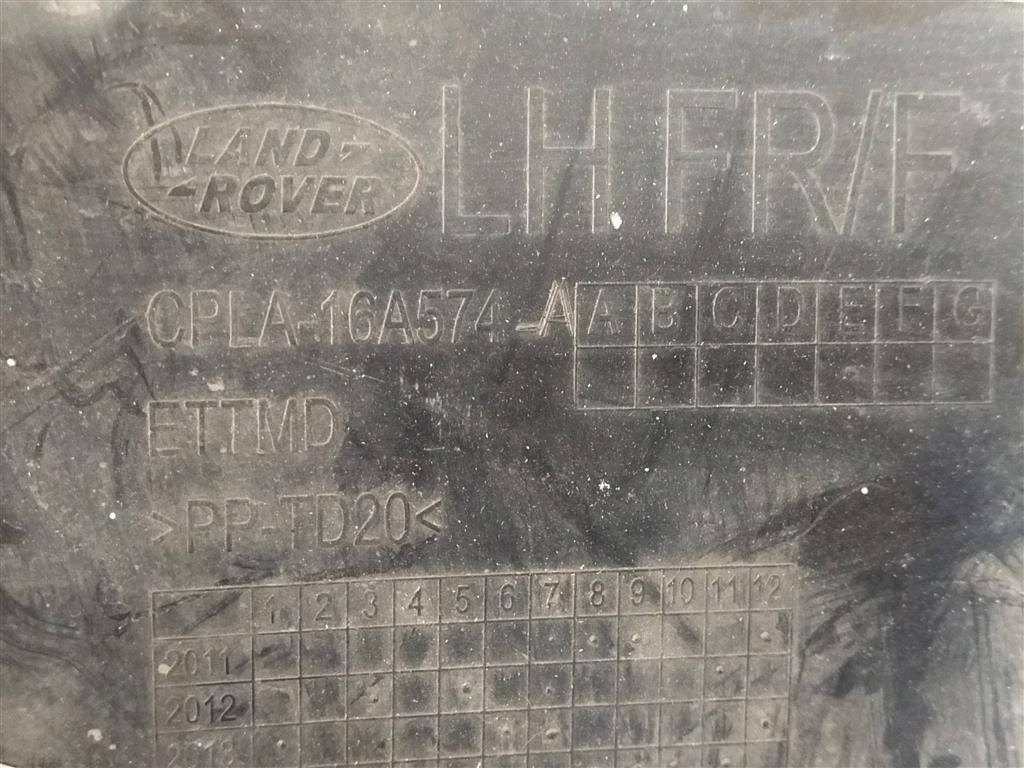 LAND
ROVER
LH FR/F
CPLA-16A574-A
A B C D E F G
ETTMD
>PP-TD20<
1 2 3 4 5 6 7 8 9 10 11 12
2011
2012